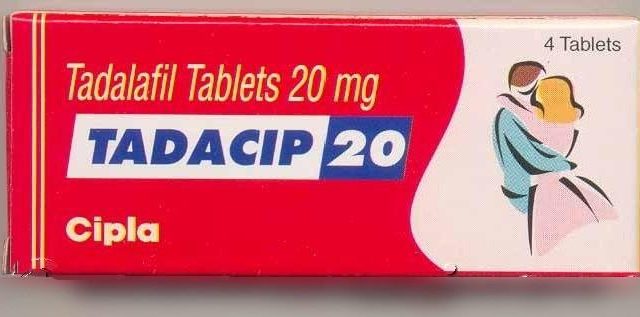 4 Tablets
Tadalafil Tablets 20 mg
TADACIP 20
Cipla